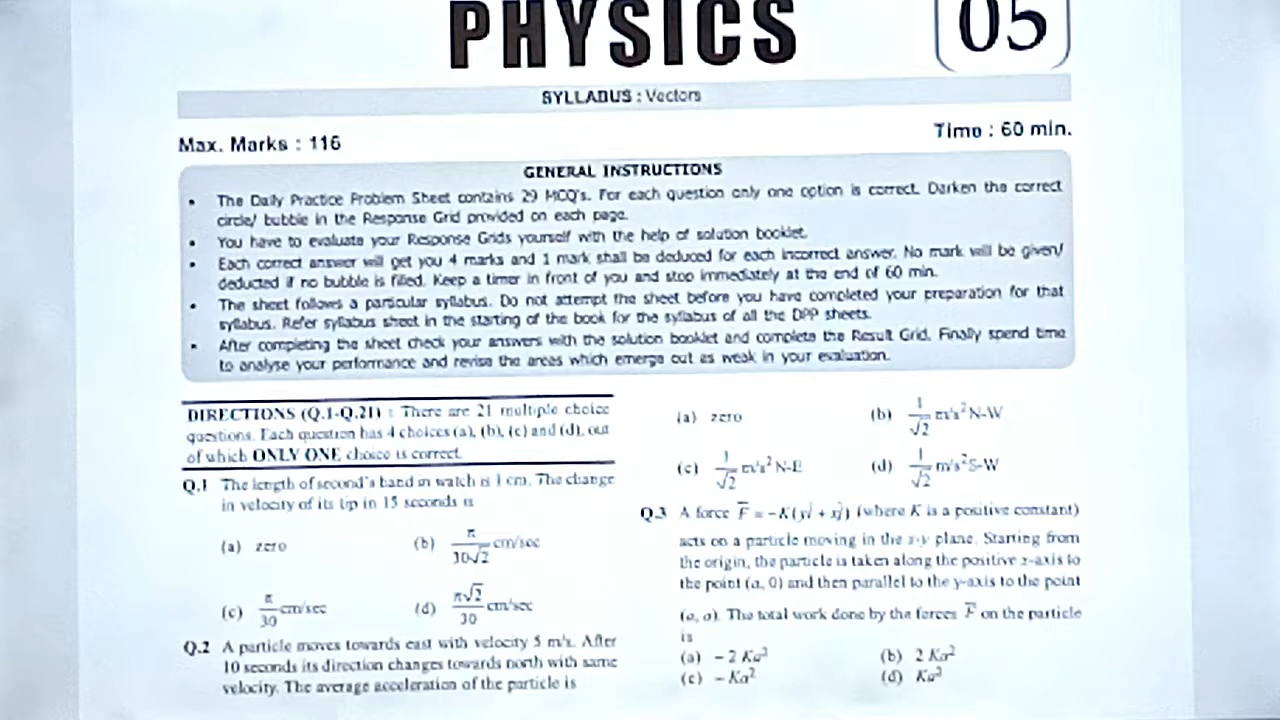 PHYSICS
05
SYLLABUS : Vectors
Max. Marks : 116
Time : 60 min.
GENERAL INSTRUCTIONS
• The Daily Practice Problem Sheet contains 29 MCQ's. For each question only one option is correct. Darken the correct
circle/ bubble in the Response Grid provided on each page.
• You have to evaluate your Response Grids yourself with the help of solution booklet.
• Each correct answer will get you 4 marks and 1 mark shall be deduced for each incorrect answer. No mark will be given/
deducted if no bubble is filled. Keep a timer in front of you and stop immediately at the end of 60 min.
• The sheet follows a particular syllabus. Do not attempt the sheet before you have completed your preparation for that
syllabus. Refer syllabus sheet in the starting of the book for the syllabus of all the DPP sheets.
• After completing the sheet check your answers with the solution booklet and complete the Result Grid. Finally spend time
to analyse your performance and revise the areas which emerge out as weak in your evaluation.
DIRECTIONS (Q.1-Q.21) : There are 21 multiple choice
questions. Each question has 4 choices (a), (b), (c) and (d), out
of which ONLY ONE choice is correct.
Q.1 The length of second's hand in watch is 1 cm. The change
in velocity of its tip in 15 seconds is
(a) zero (b) π/30√2 cm/sec
(c) π/30 cm/sec (d) π√2/30 cm/sec
Q.2 A particle moves towards east with velocity 5 m/s. After
10 seconds its direction changes towards north with same
velocity. The average acceleration of the particle is
(a) zero (b) 1/√2 m/s² N-W
(c) 1/√2 m/s² N-E (d) 1/√2 m/s² S-W
Q.3 A force F̅ = −K(yî + xĵ) (where K is a positive constant)
acts on a particle moving in the x-y plane. Starting from
the origin, the particle is taken along the positive x-axis to
the point (a, 0) and then parallel to the y-axis to the point
(a, a). The total work done by the forces F̅ on the particle
is
(a) − 2 Ka² (b) 2 Ka²
(c) − Ka² (d) Ka²